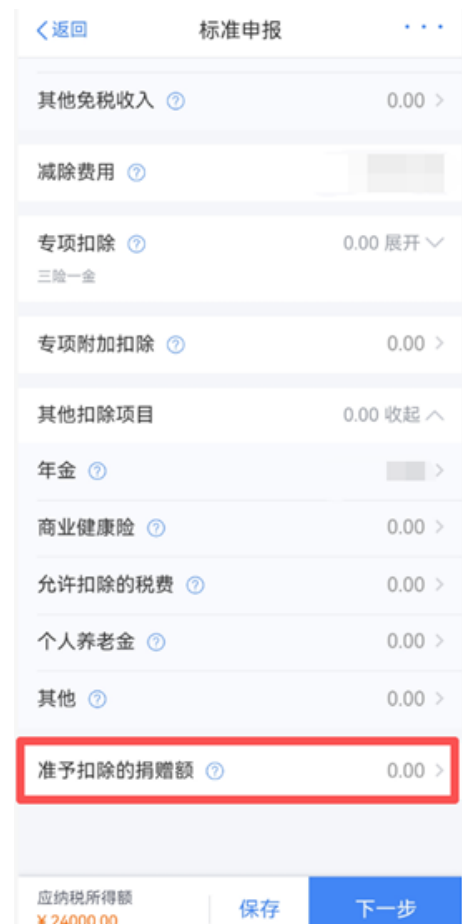 返回 标准申报
其他免税收入 0.00
减除费用
专项扣除 0.00 展开
三险一金
专项附加扣除 0.00
其他扣除项目 0.00 收起
年金
商业健康险 0.00
允许扣除的税费 0.00
个人养老金 0.00
其他 0.00
准予扣除的捐赠额 0.00
应纳税所得额
¥ 24000.00
保存 下一步